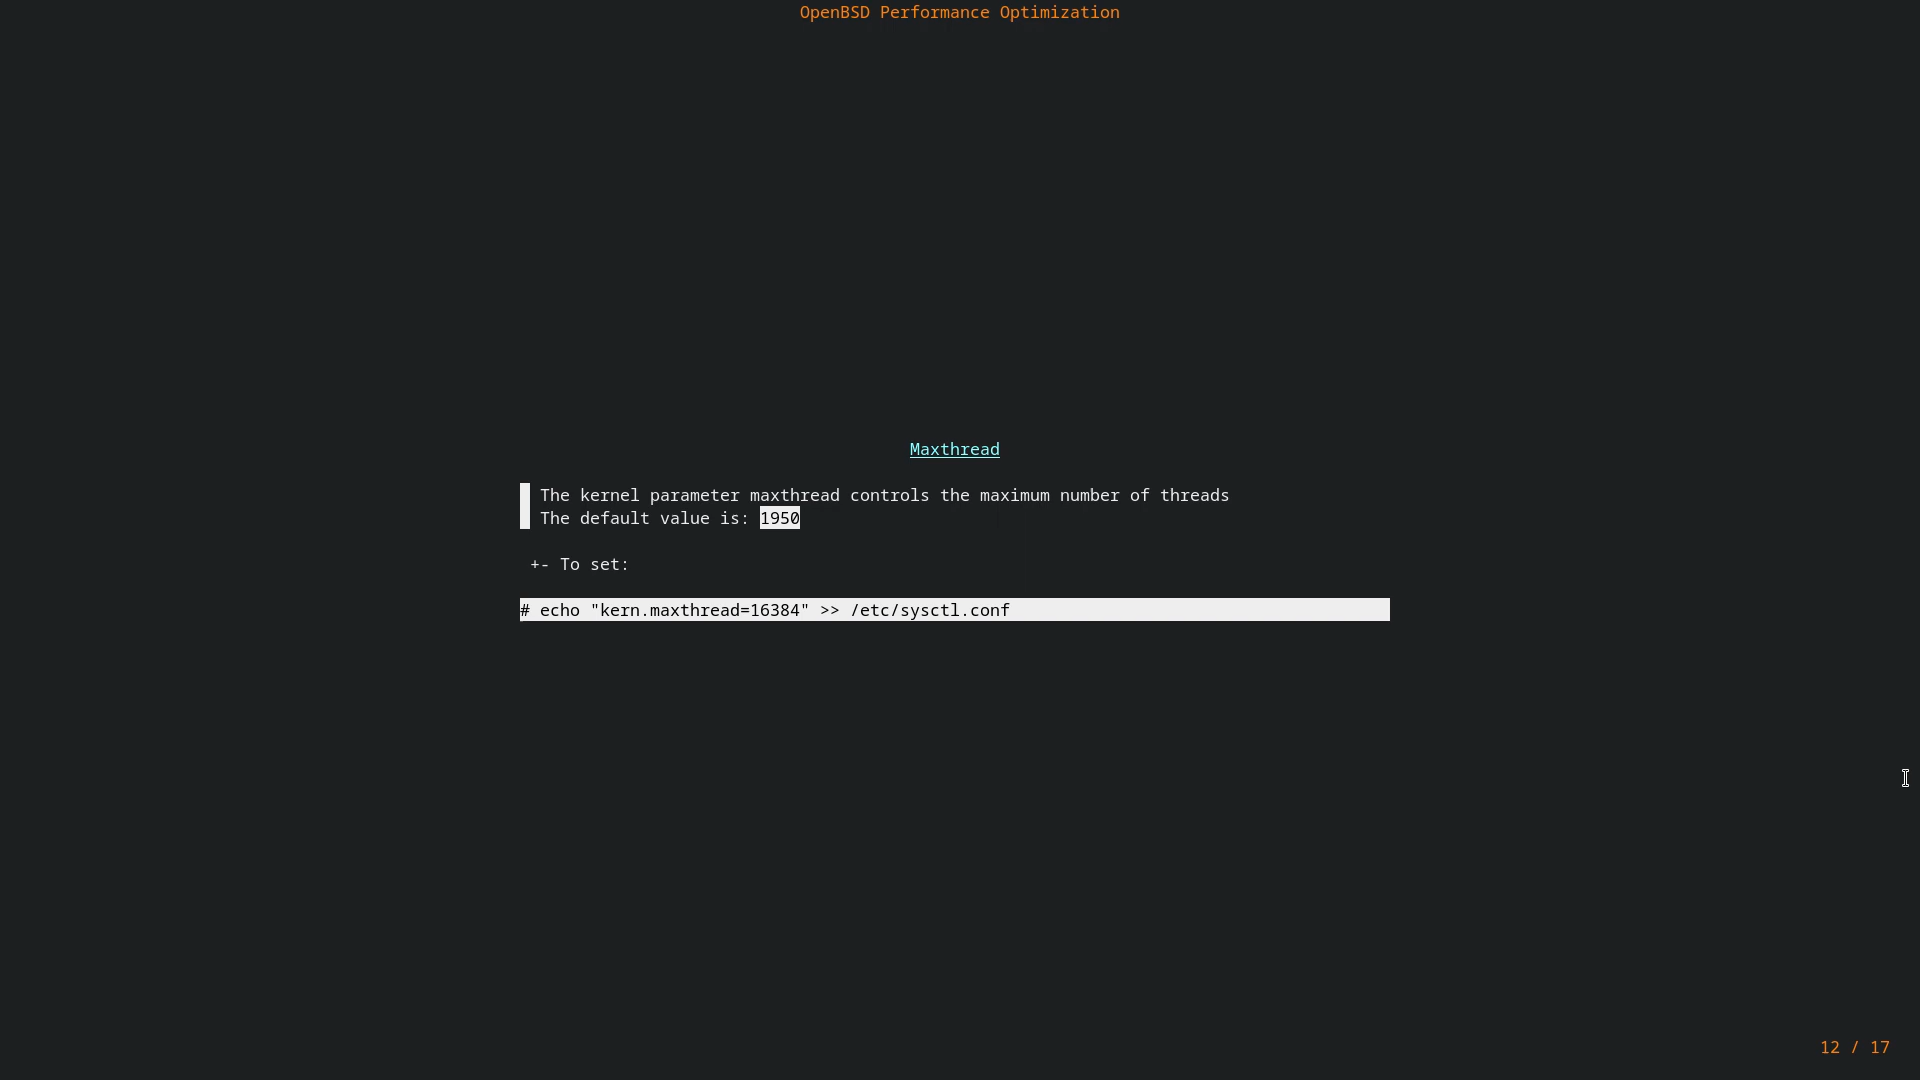 OpenBSD Performance Optimization
Maxthread
The kernel parameter maxthread controls the maximum number of threads
The default value is: 1950
+- To set:
# echo "kern.maxthread=16384" >> /etc/sysctl.conf
12 / 17